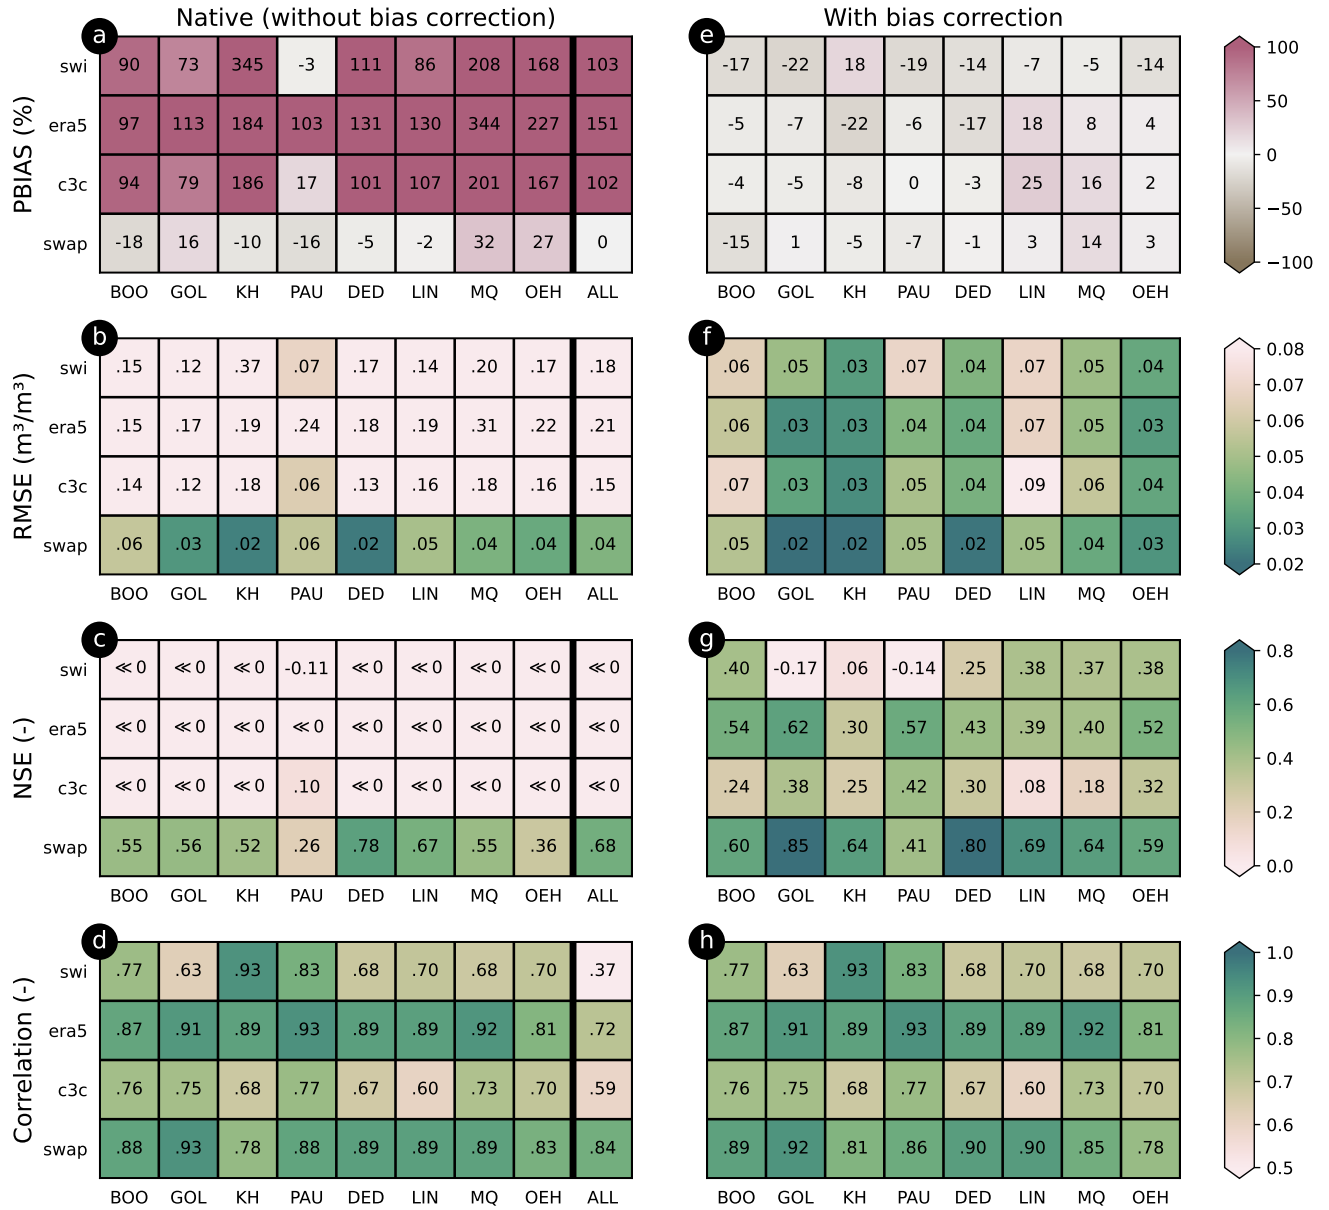 Native (without bias correction)
With bias correction
a
PBIAS (%)
swi 90 73 345 -3 111 86 208 168 103
era5 97 113 184 103 131 130 344 227 151
c3c 94 79 186 17 101 107 201 167 102
swap -18 16 -10 -16 -5 -2 32 27 0
BOO GOL KH PAU DED LIN MQ OEH ALL
e
-17 -22 18 -19 -14 -7 -5 -14
-5 -7 -22 -6 -17 18 8 4
-4 -5 -8 0 -3 25 16 2
-15 1 -5 -7 -1 3 14 3
BOO GOL KH PAU DED LIN MQ OEH
100
50
0
−50
−100
b
RMSE (m³/m³)
swi .15 .12 .37 .07 .17 .14 .20 .17 .18
era5 .15 .17 .19 .24 .18 .19 .31 .22 .21
c3c .14 .12 .18 .06 .13 .16 .18 .16 .15
swap .06 .03 .02 .06 .02 .05 .04 .04 .04
BOO GOL KH PAU DED LIN MQ OEH ALL
f
.06 .05 .03 .07 .04 .07 .05 .04
.06 .03 .03 .04 .04 .07 .05 .03
.07 .03 .03 .05 .04 .09 .06 .04
.05 .02 .02 .05 .02 .05 .04 .03
BOO GOL KH PAU DED LIN MQ OEH
0.08
0.07
0.06
0.05
0.04
0.03
0.02
c
NSE (-)
swi ≪0 ≪0 ≪0 -0.11 ≪0 ≪0 ≪0 ≪0 ≪0
era5 ≪0 ≪0 ≪0 ≪0 ≪0 ≪0 ≪0 ≪0 ≪0
c3c ≪0 ≪0 ≪0 .10 ≪0 ≪0 ≪0 ≪0 ≪0
swap .55 .56 .52 .26 .78 .67 .55 .36 .68
BOO GOL KH PAU DED LIN MQ OEH ALL
g
.40 -0.17 .06 -0.14 .25 .38 .37 .38
.54 .62 .30 .57 .43 .39 .40 .52
.24 .38 .25 .42 .30 .08 .18 .32
.60 .85 .64 .41 .80 .69 .64 .59
BOO GOL KH PAU DED LIN MQ OEH
0.8
0.6
0.4
0.2
0.0
d
Correlation (-)
swi .77 .63 .93 .83 .68 .70 .68 .70 .37
era5 .87 .91 .89 .93 .89 .89 .92 .81 .72
c3c .76 .75 .68 .77 .67 .60 .73 .70 .59
swap .88 .93 .78 .88 .89 .89 .89 .83 .84
BOO GOL KH PAU DED LIN MQ OEH ALL
h
.77 .63 .93 .83 .68 .70 .68 .70
.87 .91 .89 .93 .89 .89 .92 .81
.76 .75 .68 .77 .67 .60 .73 .70
.89 .92 .81 .86 .90 .90 .85 .78
BOO GOL KH PAU DED LIN MQ OEH
1.0
0.9
0.8
0.7
0.6
0.5